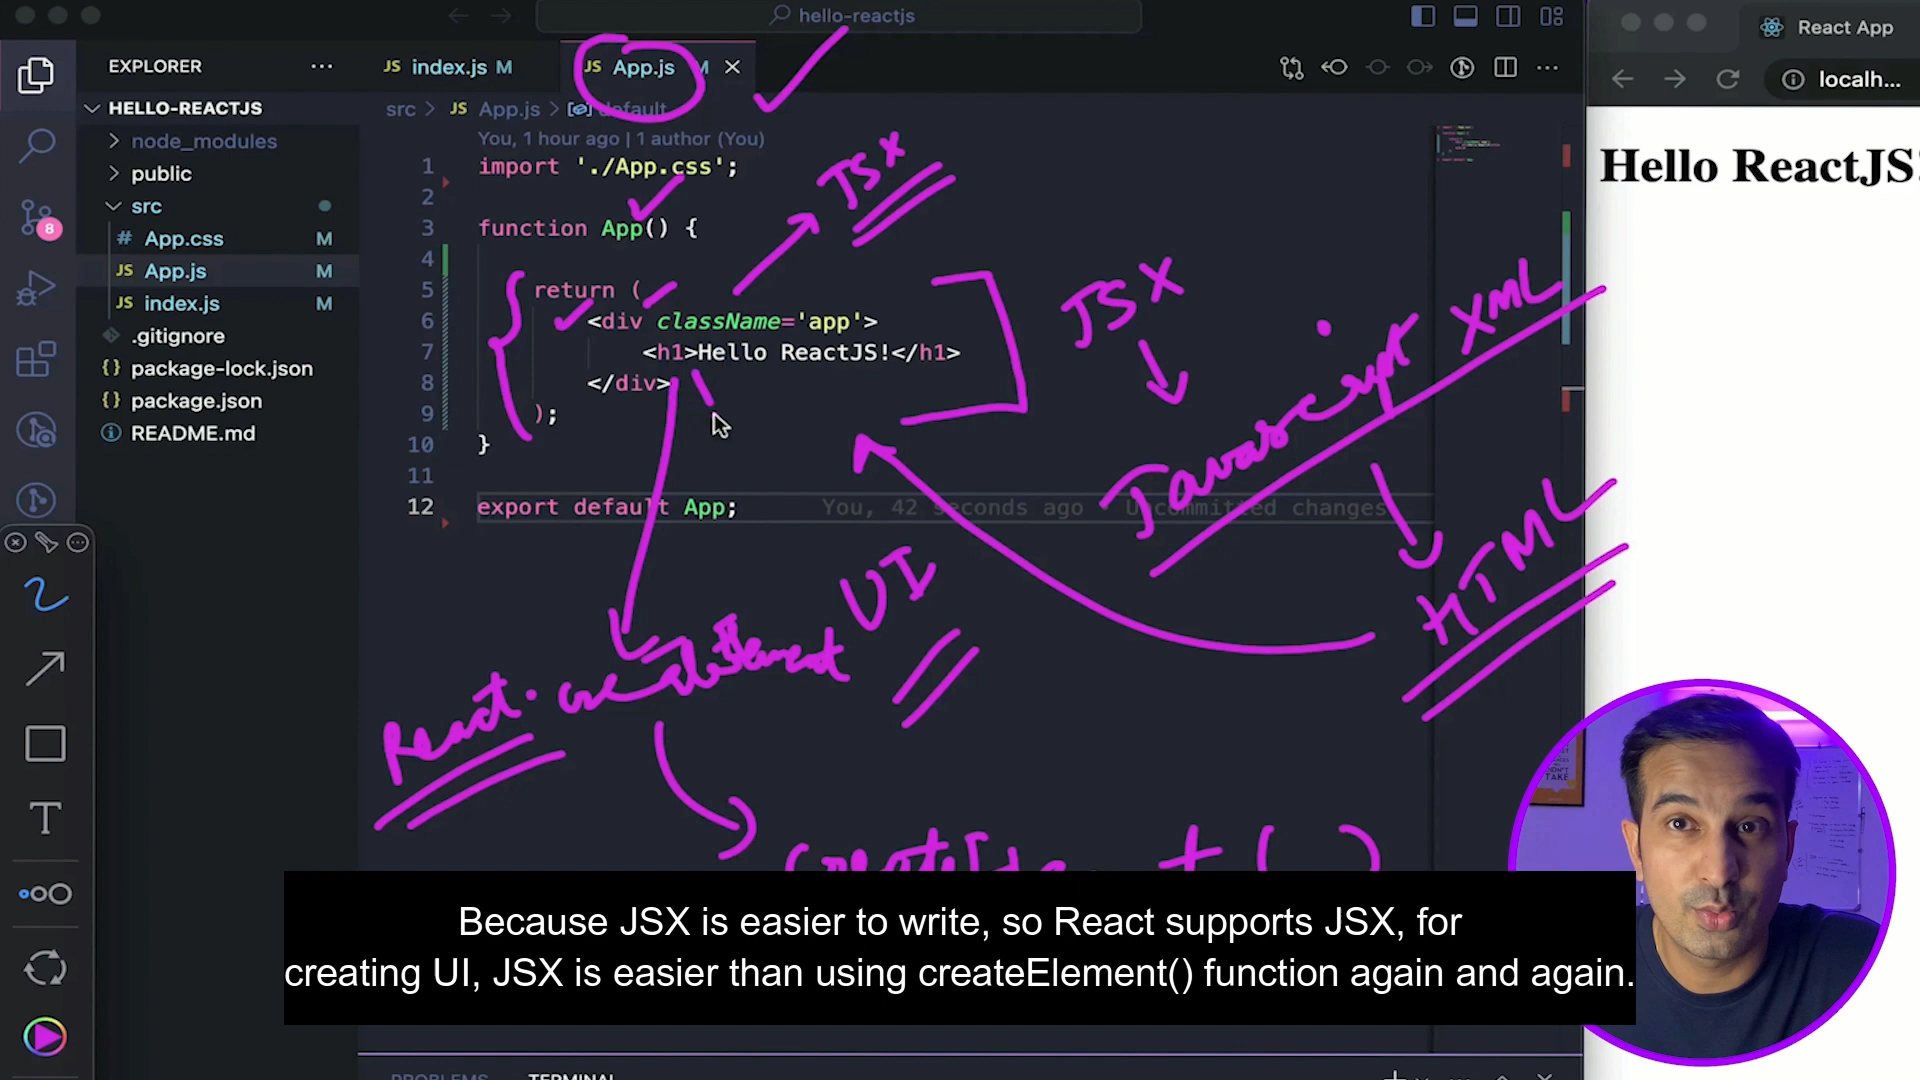 hello-reactjs
React App
EXPLORER
JS index.js M
JS App.js M
localh...
HELLO-REACTJS
src > JS App.js > default
You, 1 hour ago | 1 author (You)
node_modules
public
src
# App.css M
JS App.js M
JS index.js M
.gitignore
{} package-lock.json
{} package.json
README.md
8
1 import './App.css';
2
3 function App() {
4
5 return (
6 <div className='app'>
7 <h1>Hello ReactJS!</h1>
8 </div>
9 );
10 }
11
12 export default App; You, 42 seconds ago Uncommitted changes
Hello ReactJS!
JSX
JSX
Javascript XML
HTML
UI
React. createElement
T
Because JSX is easier to write, so React supports JSX, for
creating UI, JSX is easier than using createElement() function again and again.
PROBLEMS TERMINAL